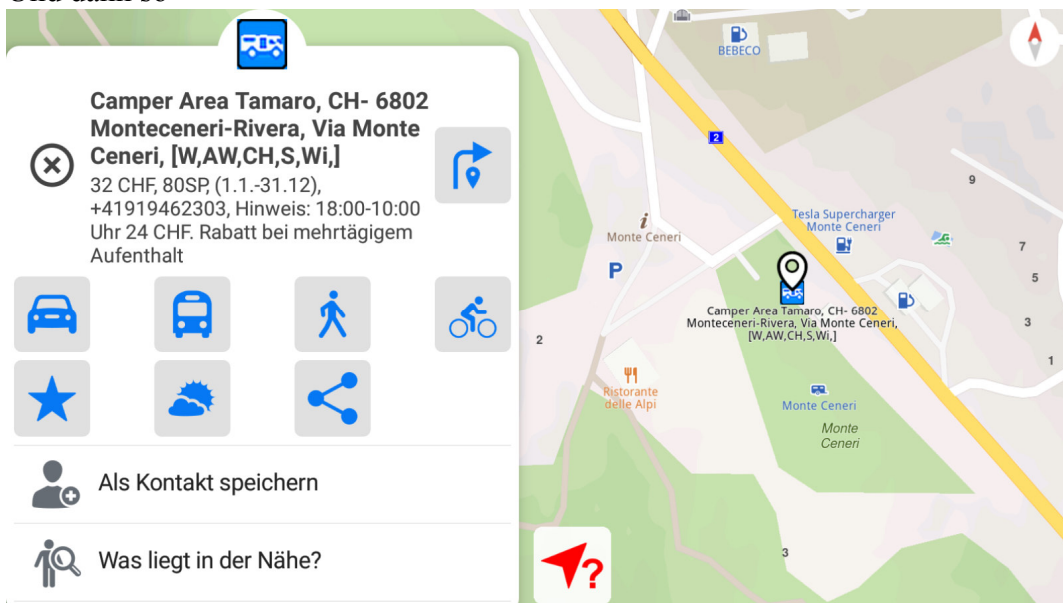 Camper Area Tamaro, CH- 6802
Monteceneri-Rivera, Via Monte
Ceneri, [W,AW,CH,S,Wi,]
32 CHF, 80SP, (1.1.-31.12),
+41919462303, Hinweis: 18:00-10:00
Uhr 24 CHF. Rabatt bei mehrtägigem
Aufenthalt
Als Kontakt speichern
Was liegt in der Nähe?
BEBECO
2
9
Tesla Supercharger
Monte Ceneri
i
Monte Ceneri
P
7
5
3
1
2
Camper Area Tamaro, CH- 6802
Monteceneri-Rivera, Via Monte Ceneri,
[W,AW,CH,S,Wi,]
Ristorante
delle Alpi
Monte Ceneri
Monte
Ceneri
3
?